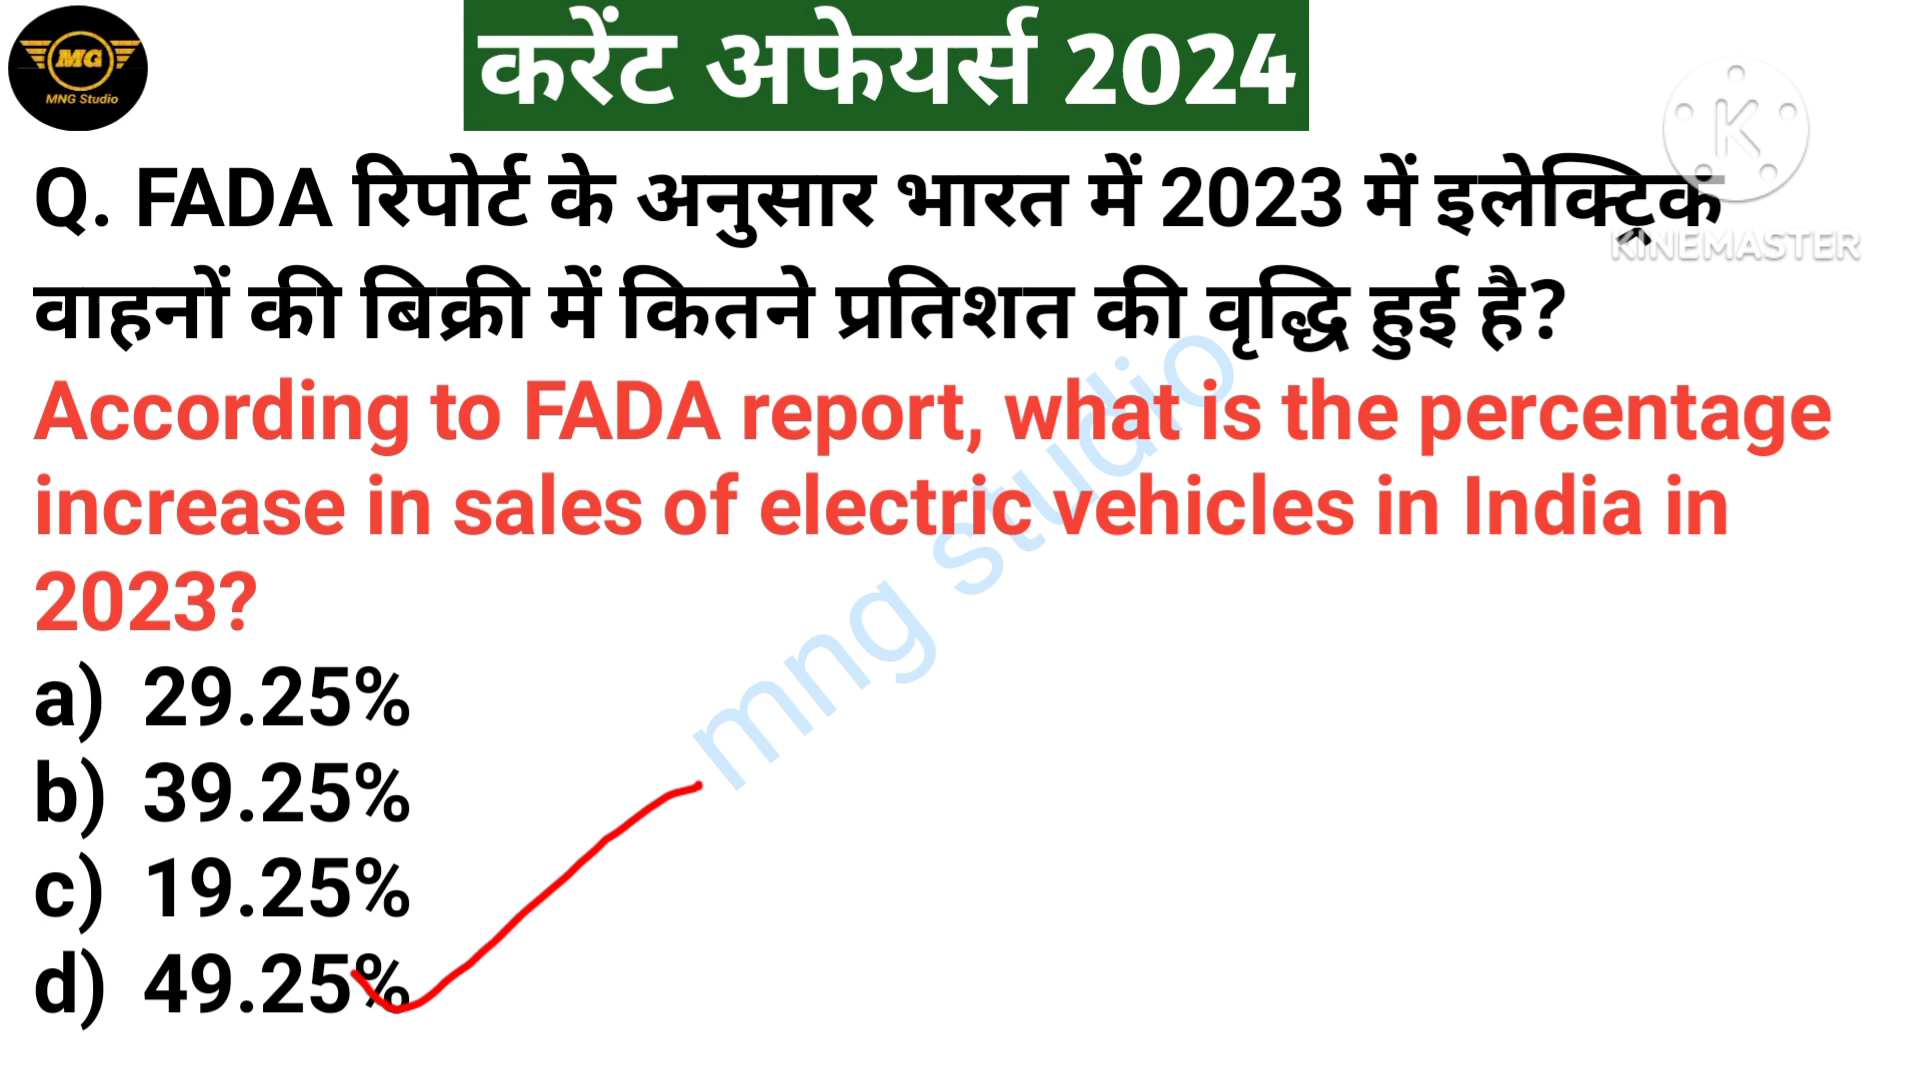 MG
MNG Studio
करेंट अफेयर्स 2024
K
KINEMASTER
Q. FADA रिपोर्ट के अनुसार भारत में 2023 में इलेक्ट्रिक
वाहनों की बिक्री में कितने प्रतिशत की वृद्धि हुई है?
According to FADA report, what is the percentage
increase in sales of electric vehicles in India in
2023?
a) 29.25%
b) 39.25%
c) 19.25%
d) 49.25%
mng studio